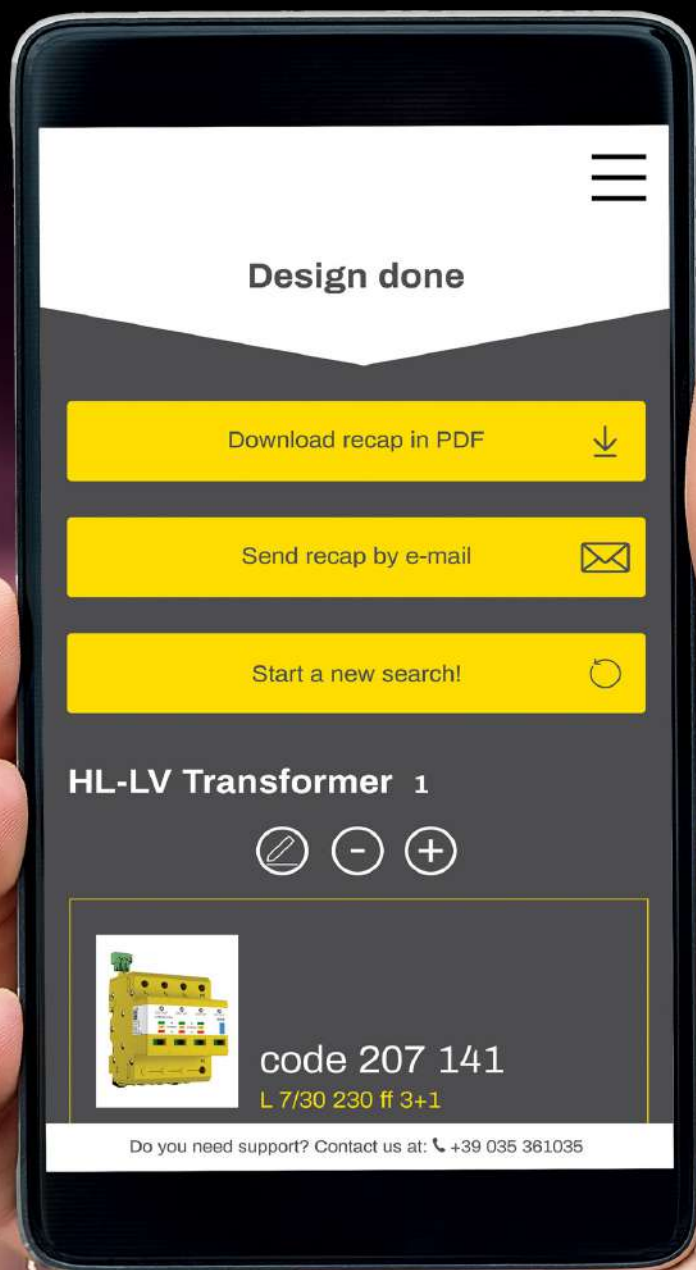 Design done
Download recap in PDF
Send recap by e-mail
Start a new search!
HL-LV Transformer 1
code 207 141
L 7/30 230 ff 3+1
Do you need support? Contact us at: +39 035 361035